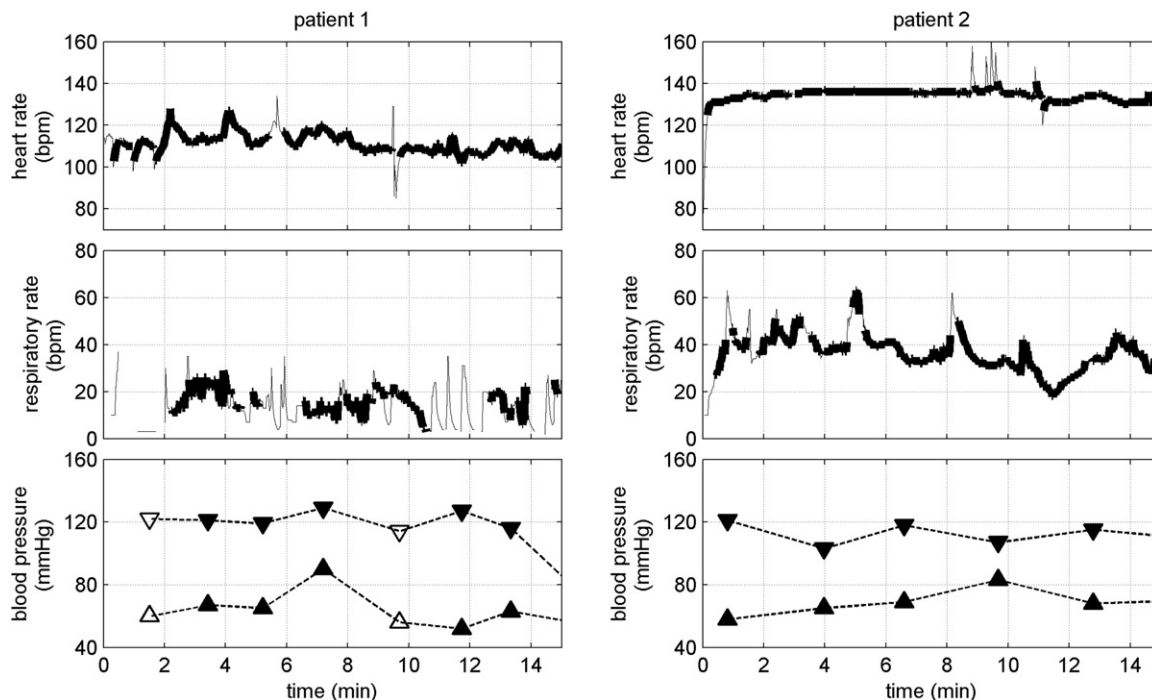 patient 1
patient 2
160
140
120
100
80
heart rate
(bpm)
160
140
120
100
80
heart rate
(bpm)
80
60
40
20
0
respiratory rate
(bpm)
80
60
40
20
0
respiratory rate
(bpm)
160
120
80
40
blood pressure
(mmHg)
0 2 4 6 8 10 12 14
time (min)
160
120
80
40
blood pressure
(mmHg)
0 2 4 6 8 10 12 14
time (min)